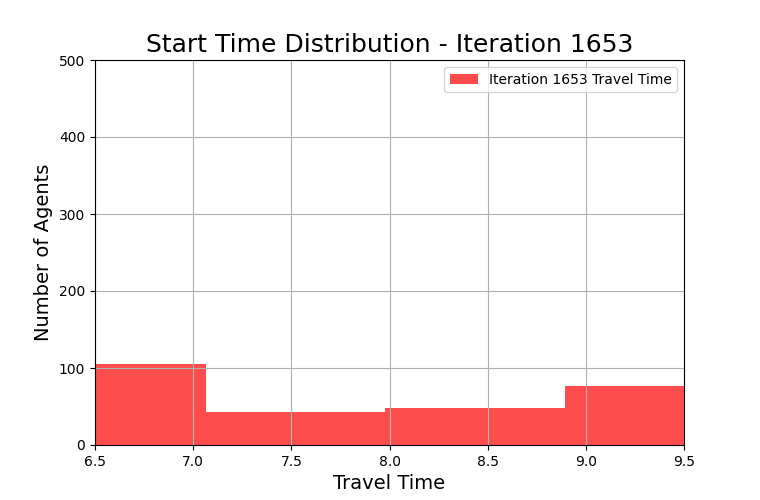 Start Time Distribution - Iteration 1653
Iteration 1653 Travel Time
Number of Agents
500
400
300
200
100
0
6.5 7.0 7.5 8.0 8.5 9.0 9.5
Travel Time